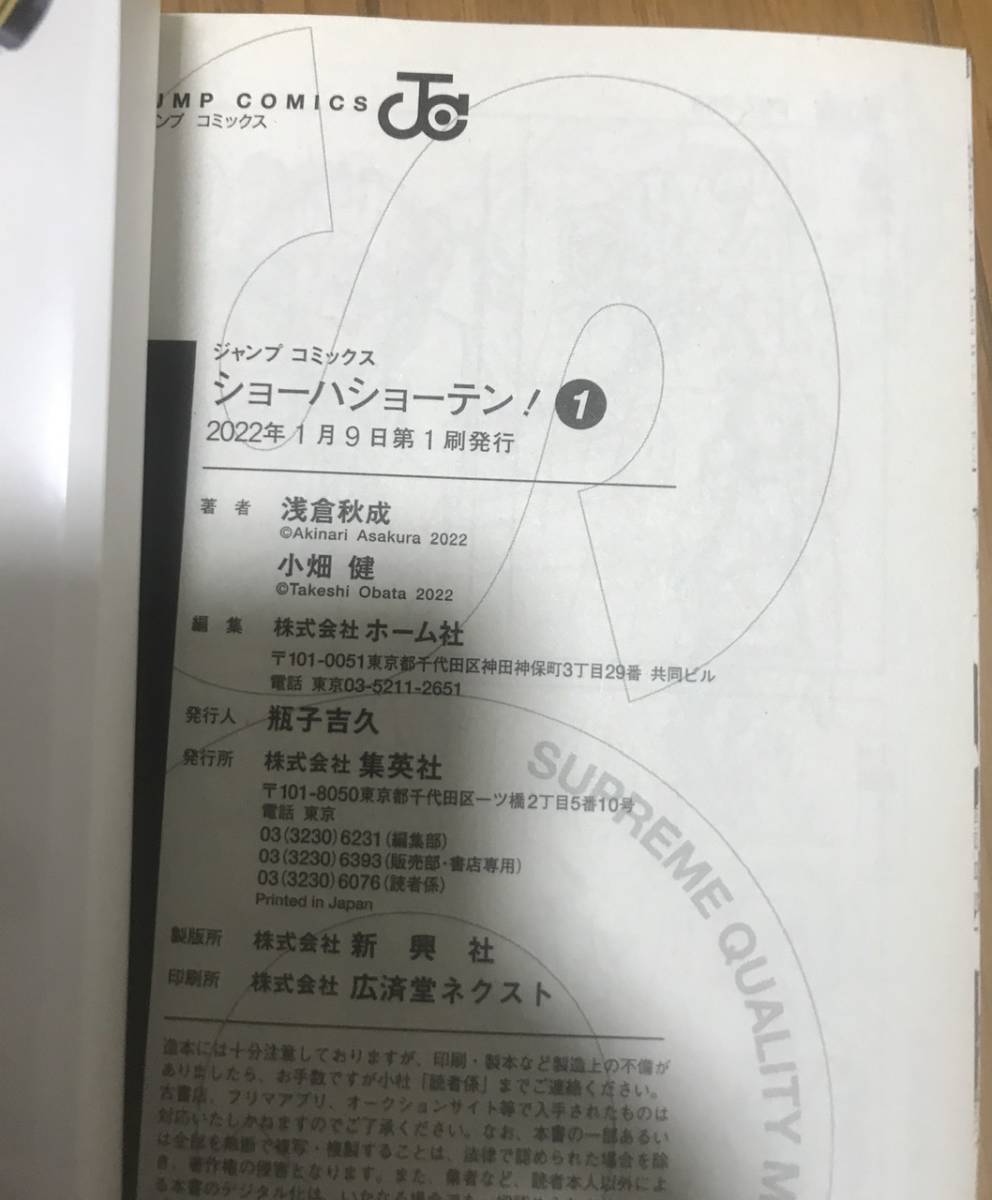 JUMP COMICS
ンプ コミックス
ジャンプ コミックス
ショーハショーテン! 1
2022年1月9日第1刷発行
著 者 浅倉秋成
©Akinari Asakura 2022
小畑 健
©Takeshi Obata 2022
編 集 株式会社 ホーム社
〒101-0051東京都千代田区神田神保町3丁目29番 共同ビル
電話 東京03-5211-2651
発行人 瓶子吉久
発行所 株式会社 集英社
〒101-8050東京都千代田区一ツ橋2丁目5番10号
電話 東京
03(3230)6231(編集部)
03(3230)6393(販売部・書店専用)
03(3230)6076(読者係)
Printed in Japan
製版所 株式会社 新 興 社
印刷所 株式会社 広済堂ネクスト
造本には十分注意しておりますが、印刷・製本など製造上の不備が
ありましたら、お手数ですが小社「読者係」までご連絡ください。
古書店、フリマアプリ、オークションサイト等で入手されたものは
対応いたしかねますのでご了承ください。なお、本書の一部あるい
は全部を無断で複写・複製することは、法律で認められた場合を除
き、著作権の侵害となります。また、業者など、読者本人以外によ
る本書のデジタル化は、いかなる場合でも
SUPREME QUALITY M